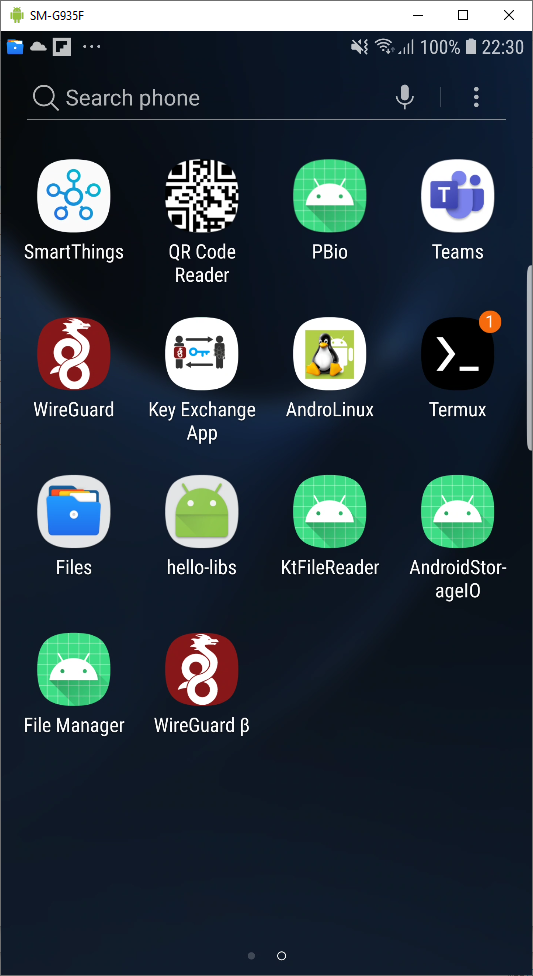 SM-G935F
100% 22:30
Search phone
SmartThings
QR Code
Reader
PBio
T
Teams
WireGuard
Key Exchange
App
AndroLinux
1
Termux
Files
hello-libs
KtFileReader
AndroidStor-
ageIO
File Manager
WireGuard β